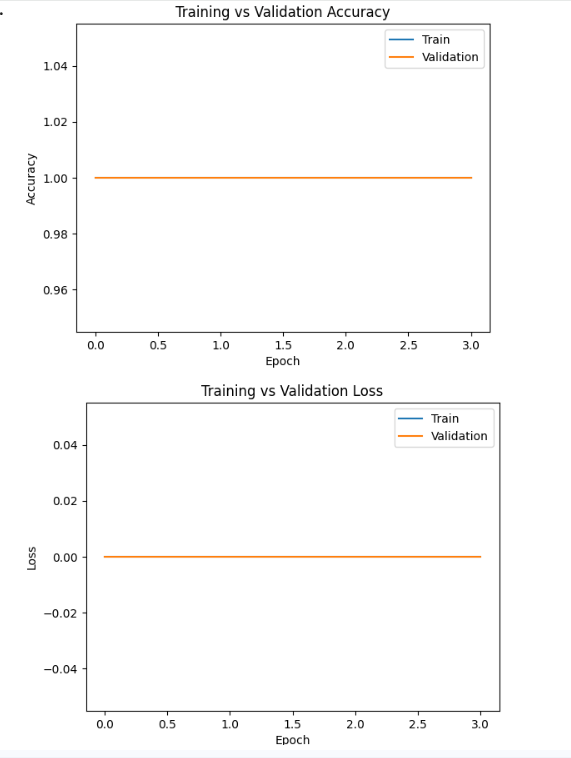 Training vs Validation Accuracy
Train
Validation
1.04
1.02
1.00
0.98
0.96
Accuracy
0.0 0.5 1.0 1.5 2.0 2.5 3.0
Epoch
Training vs Validation Loss
Train
Validation
0.04
0.02
0.00
−0.02
−0.04
Loss
0.0 0.5 1.0 1.5 2.0 2.5 3.0
Epoch